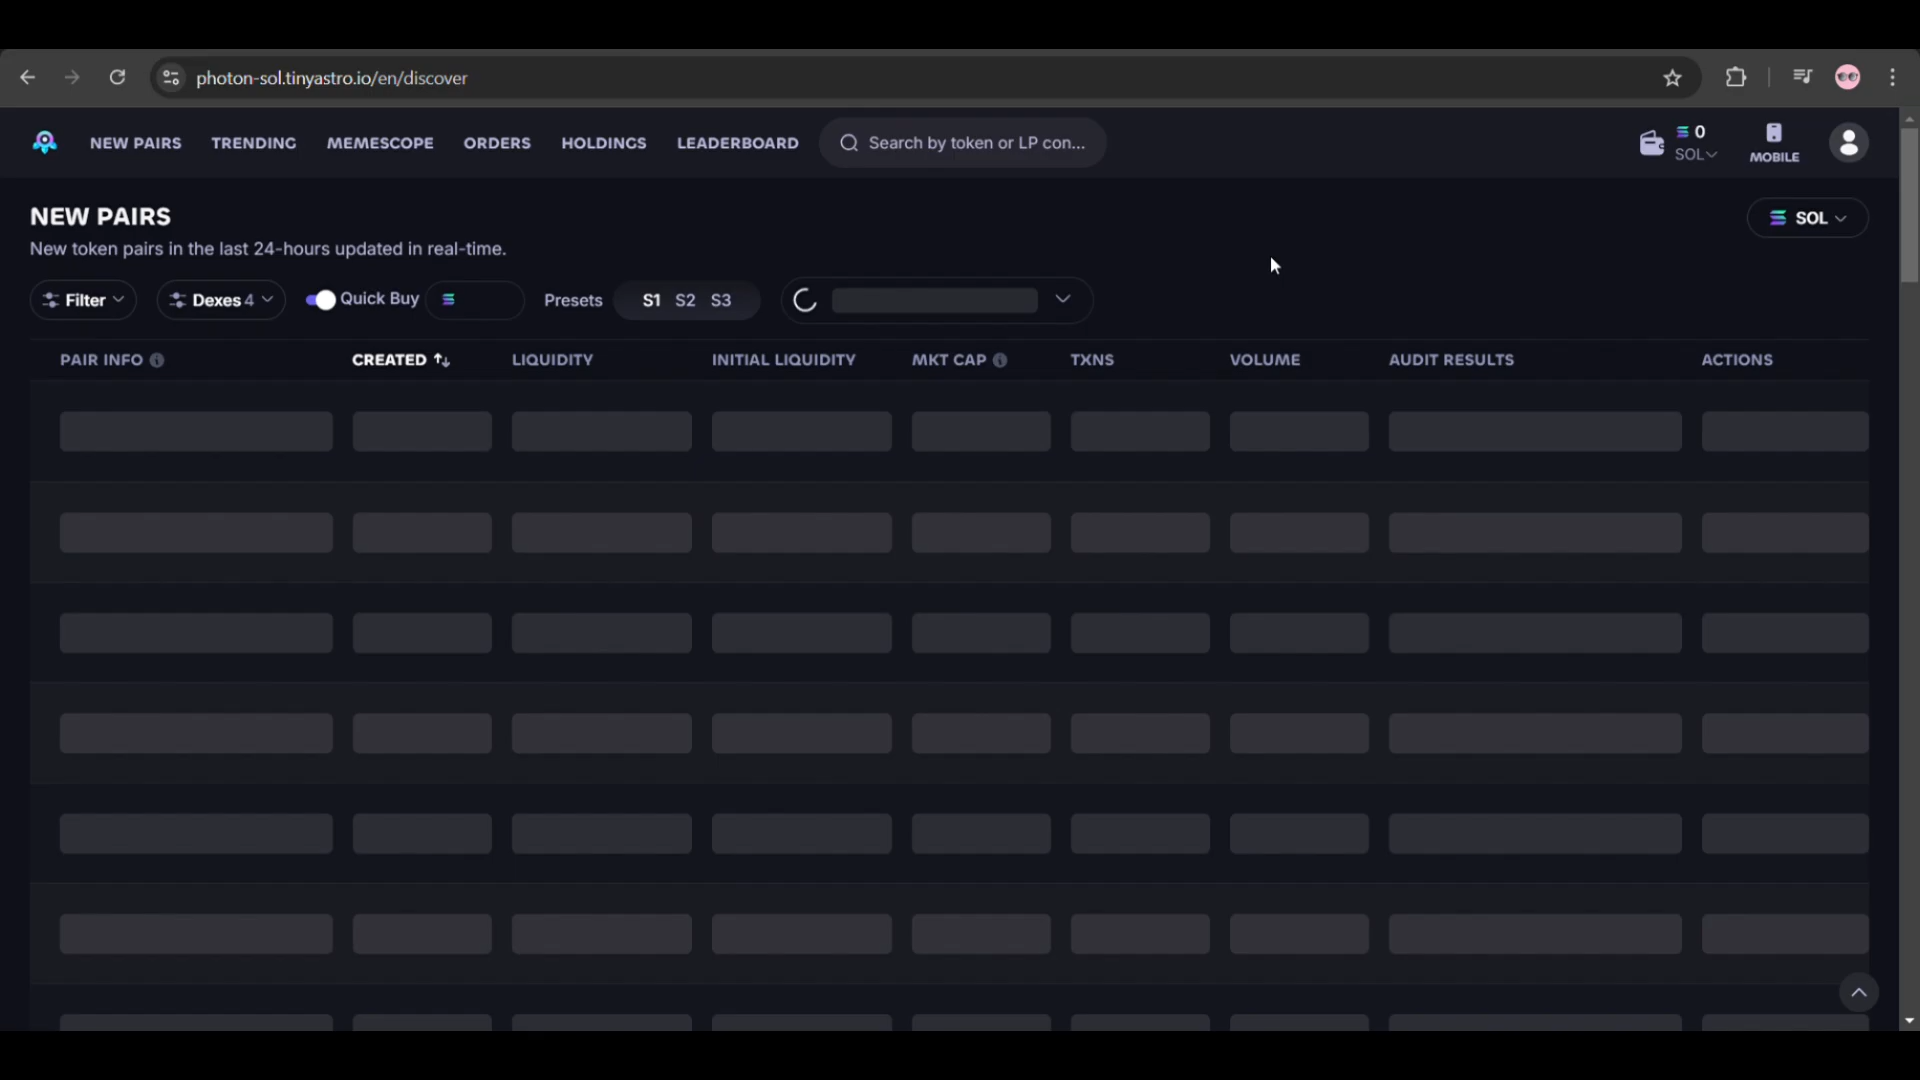 photon-sol.tinyastro.io/en/discover
NEW PAIRS TRENDING MEMESCOPE ORDERS HOLDINGS LEADERBOARD Search by token or LP con... 0 SOL MOBILE
NEW PAIRS
SOL
New token pairs in the last 24-hours updated in real-time.
Filter Dexes 4 Quick Buy Presets S1 S2 S3
PAIR INFO CREATED LIQUIDITY INITIAL LIQUIDITY MKT CAP TXNS VOLUME AUDIT RESULTS ACTIONS